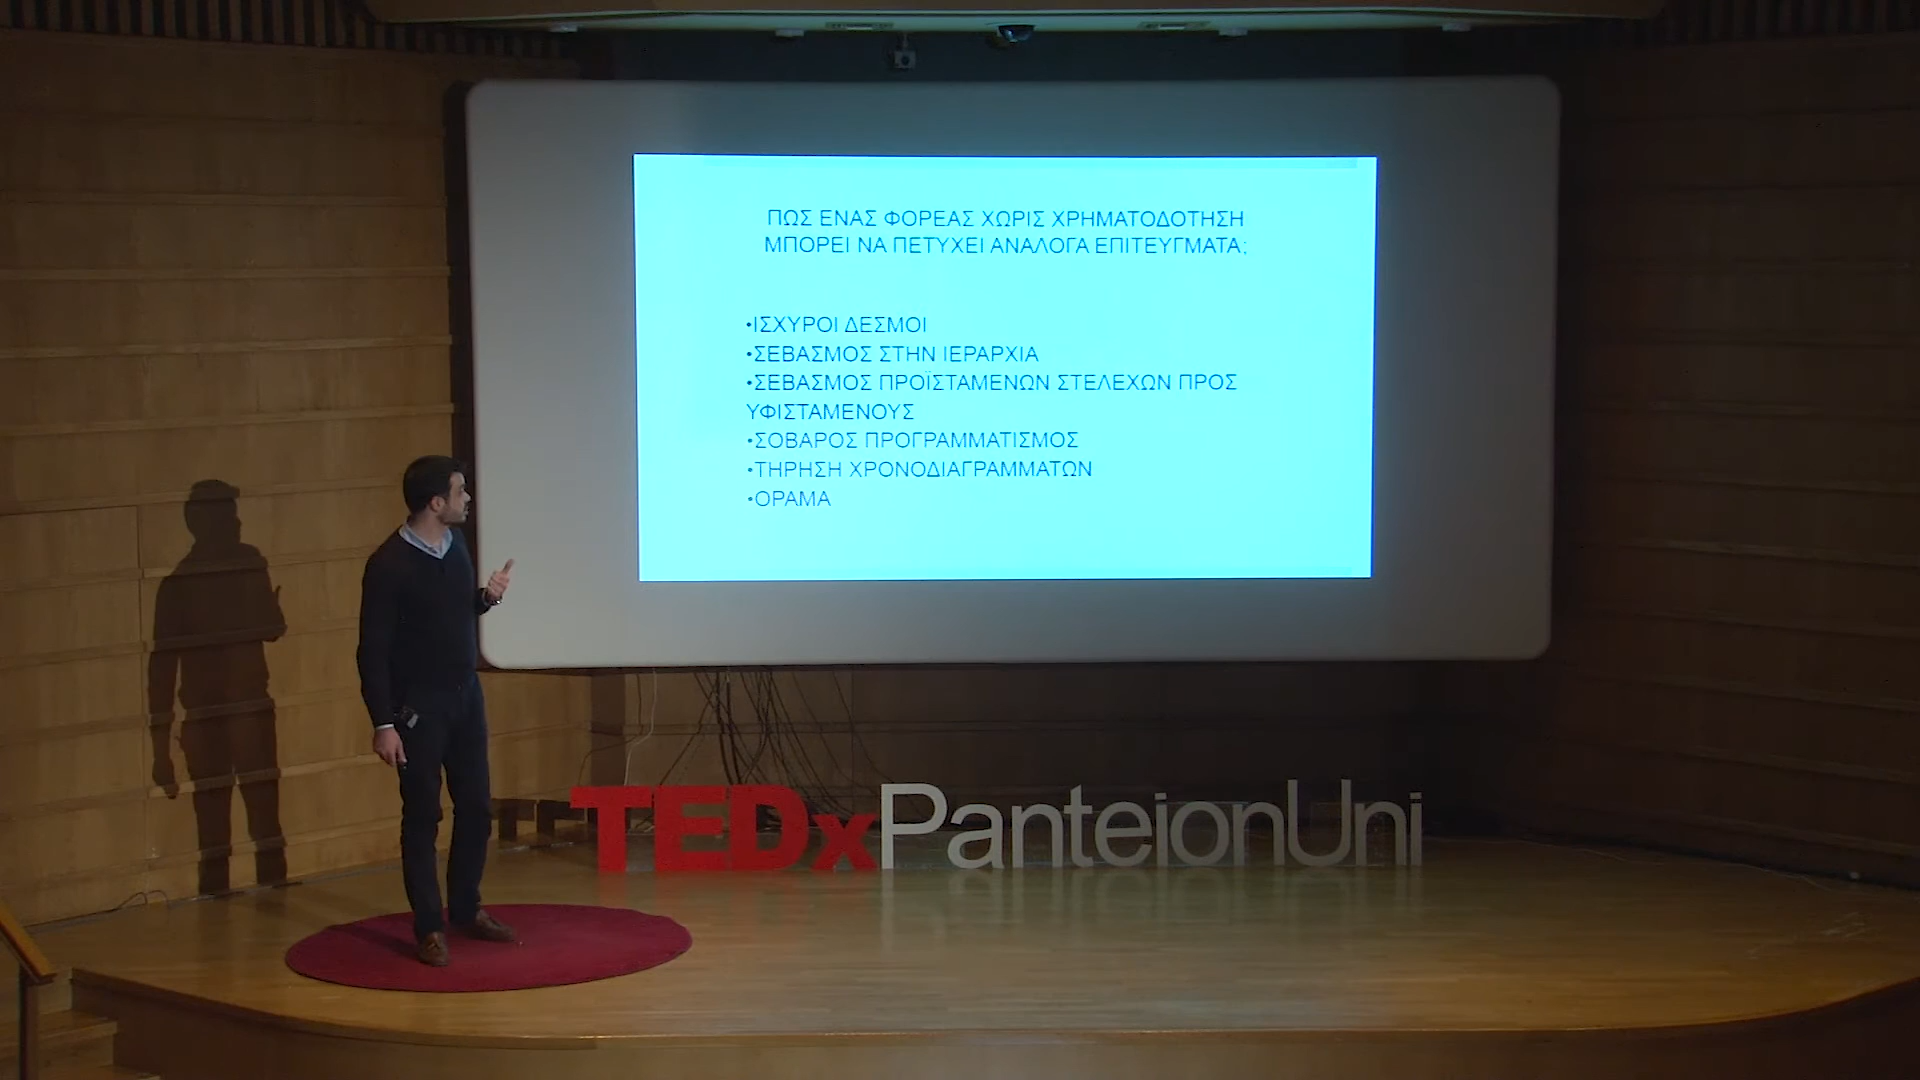 ΠΩΣ ΕΝΑΣ ΦΟΡΕΑΣ ΧΩΡΙΣ ΧΡΗΜΑΤΟΔΟΤΗΣΗ
ΜΠΟΡΕΙ ΝΑ ΠΕΤΥΧΕΙ ΑΝΑΛΟΓΑ ΕΠΙΤΕΥΓΜΑΤΑ;
•ΙΣΧΥΡΟΙ ΔΕΣΜΟΙ
•ΣΕΒΑΣΜΟΣ ΣΤΗΝ ΙΕΡΑΡΧΙΑ
•ΣΕΒΑΣΜΟΣ ΠΡΟΪΣΤΑΜΕΝΩΝ ΣΤΕΛΕΧΩΝ ΠΡΟΣ
ΥΦΙΣΤΑΜΕΝΟΥΣ
•ΣΟΒΑΡΟΣ ΠΡΟΓΡΑΜΜΑΤΙΣΜΟΣ
•ΤΗΡΗΣΗ ΧΡΟΝΟΔΙΑΓΡΑΜΜΑΤΩΝ
•ΟΡΑΜΑ
TEDxPanteionUni